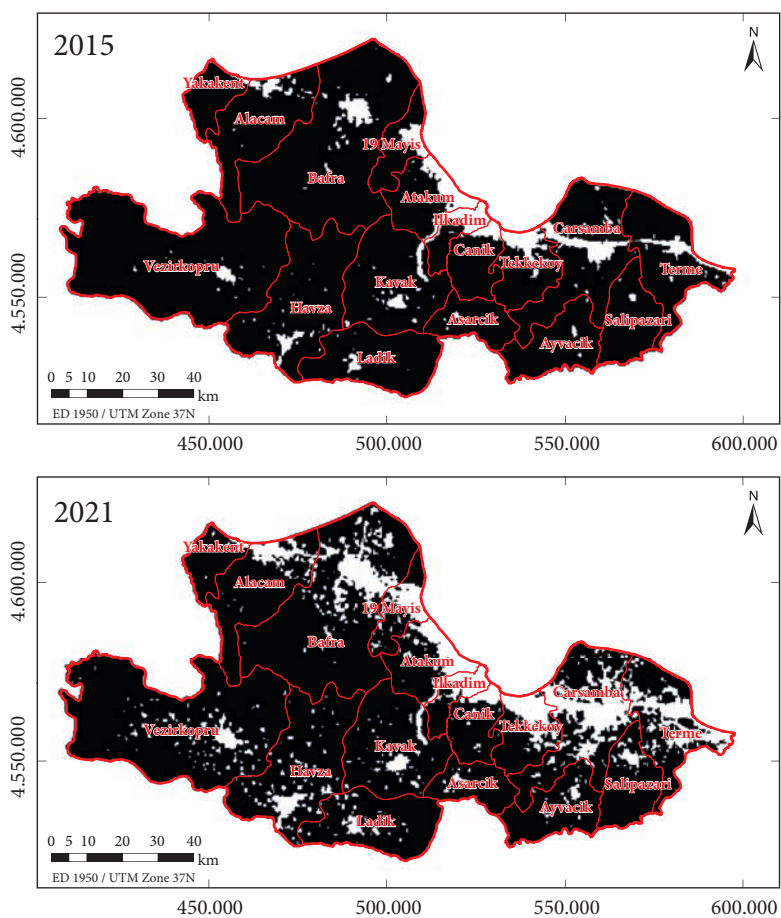 2015
N
4.600.000
4.550.000
Yakakent
Alacam
19 Mayis
Bafra
Atakum
Ilkadim
Carsamba
Canik
Tekkekoy
Vezirkopru
Terme
Kavak
Havza
Asarcik
Salipazari
Ayvacik
Ladik
0 5 10 20 30 40
km
ED 1950 / UTM Zone 37N
450.000 500.000 550.000 600.000
2021
N
4.600.000
4.550.000
Yakakent
Alacam
19 Mayis
Bafra
Atakum
Ilkadim
Carsamba
Canik
Tekkekoy
Vezirkopru
Terme
Kavak
Havza
Asarcik
Salipazari
Ayvacik
Ladik
0 5 10 20 30 40
km
ED 1950 / UTM Zone 37N
450.000 500.000 550.000 600.000